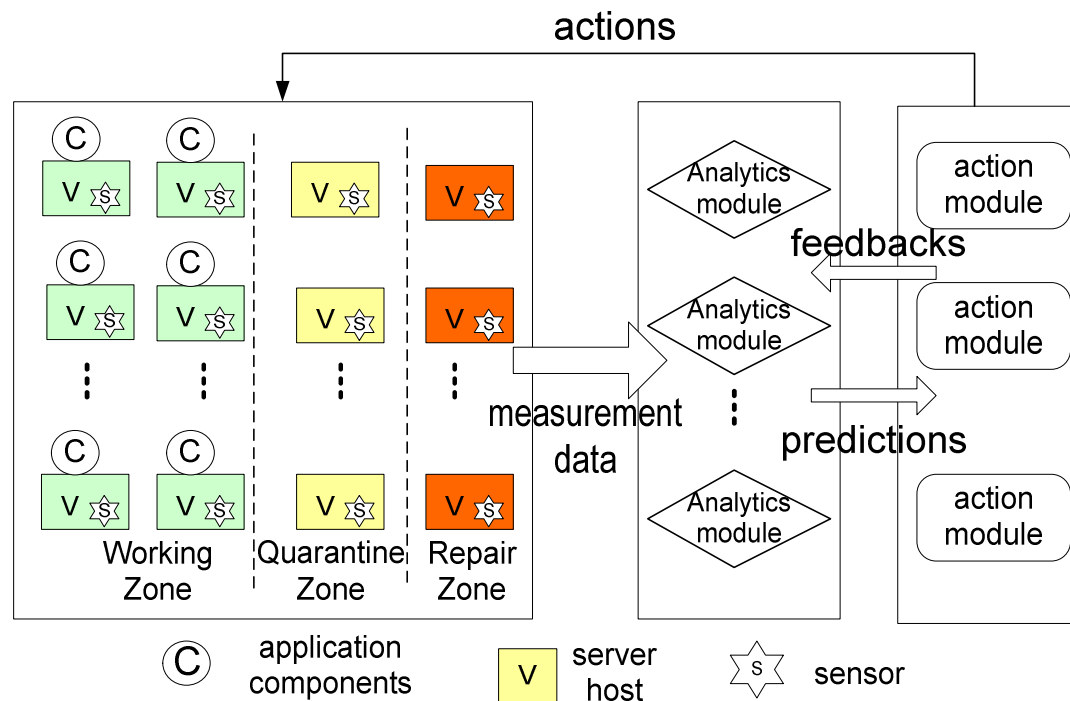 actions
C
C
V S
V S
V S
V S
Analytics
module
action
module
feedbacks
C
C
V S
V S
V S
V S
Analytics
module
action
module
measurement
data
predictions
C
C
V S
V S
V S
V S
Analytics
module
action
module
Working
Zone
Quarantine
Zone
Repair
Zone
C
application
components
V
server
host
S
sensor